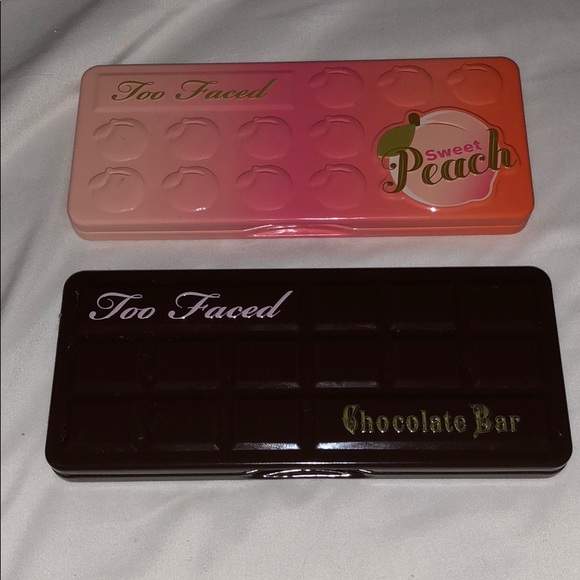 Too Faced
Sweet
Peach
Too Faced
Chocolate Bar